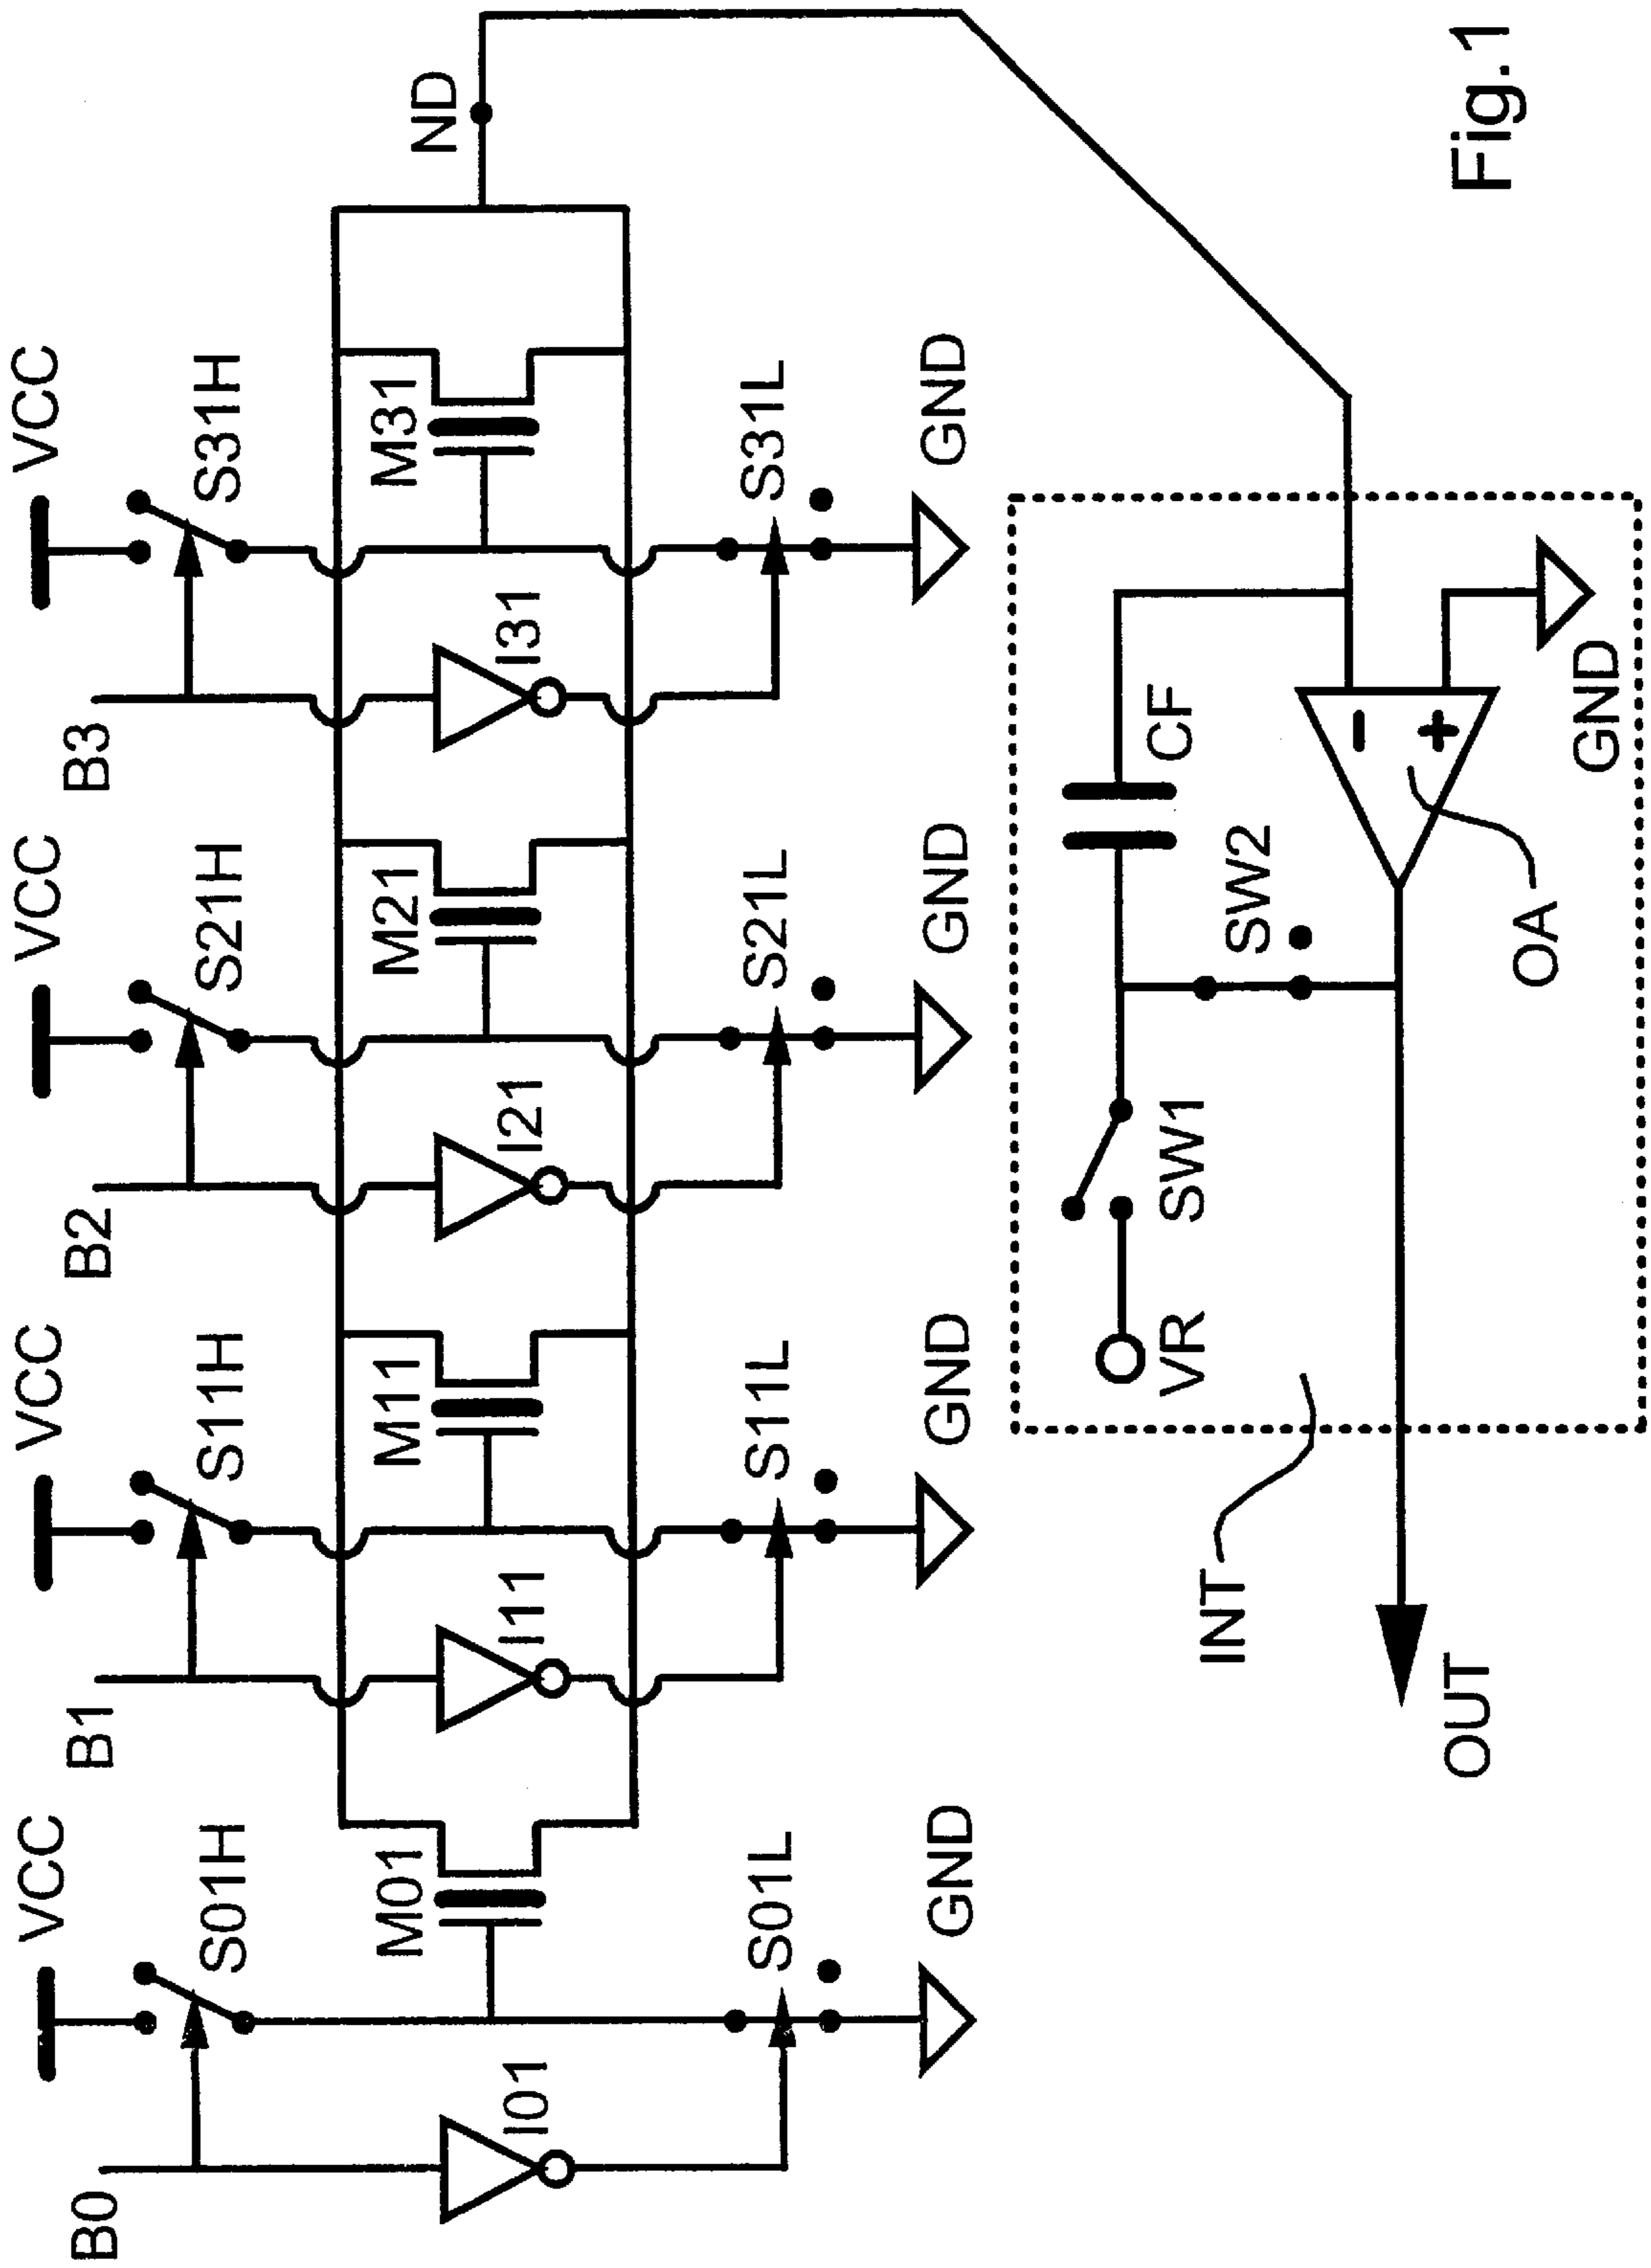 VCC
VCC
VCC
VCC
S01H
S11H
S21H
S31H
B0
B1
B2
B3
ND
M01
M11
M21
M31
I01
I11
I21
I31
S01L
S11L
S21L
S31L
GND
GND
GND
GND
INT
VR
SW1
SW2
CF
−
+
OA
GND
OUT
Fig.1